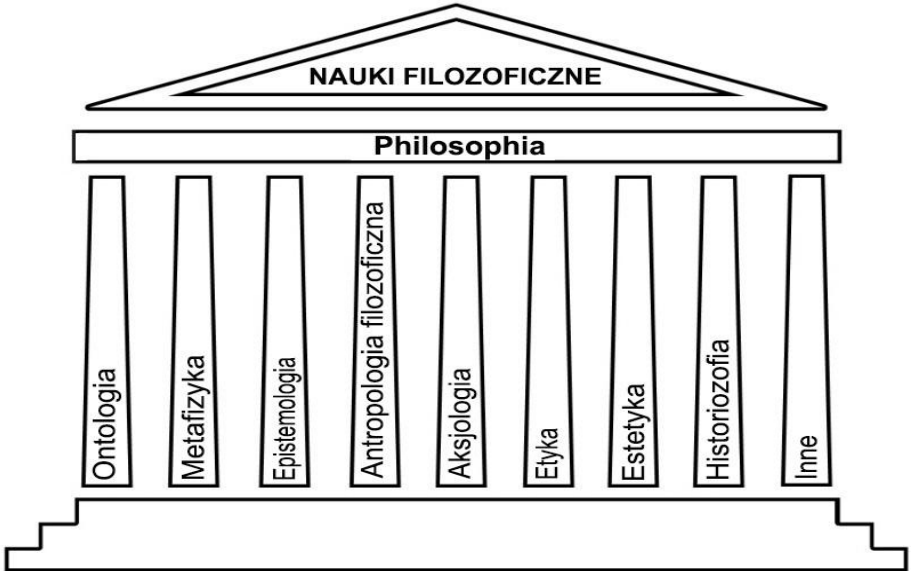 NAUKI FILOZOFICZNE
Philosophia
Ontologia
Metafizyka
Epistemologia
Antropologia filozoficzna
Aksjologia
Etyka
Estetyka
Historiozofia
Inne